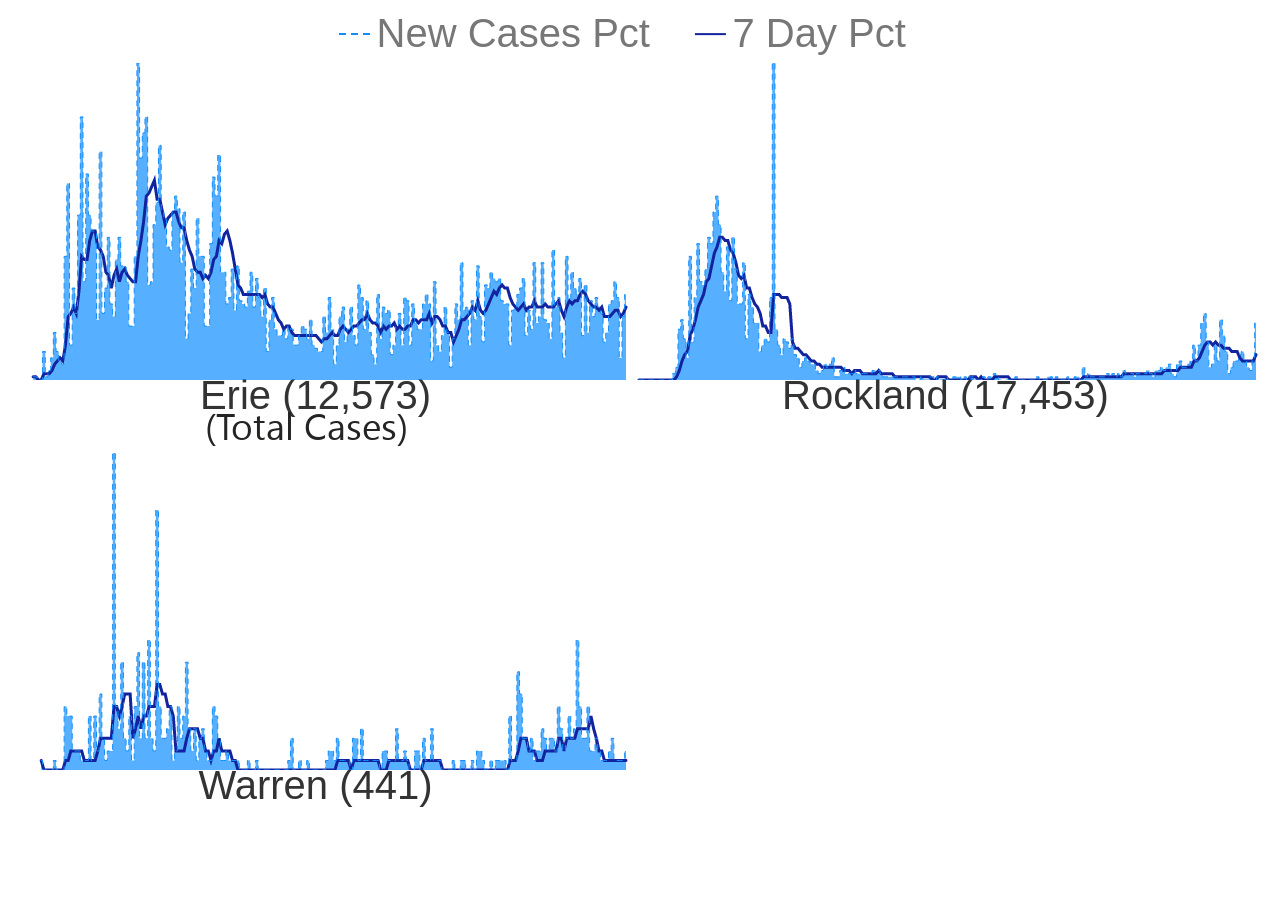 New Cases Pct 7 Day Pct
Erie (12,573) Rockland (17,453)
(Total Cases)
Warren (441)